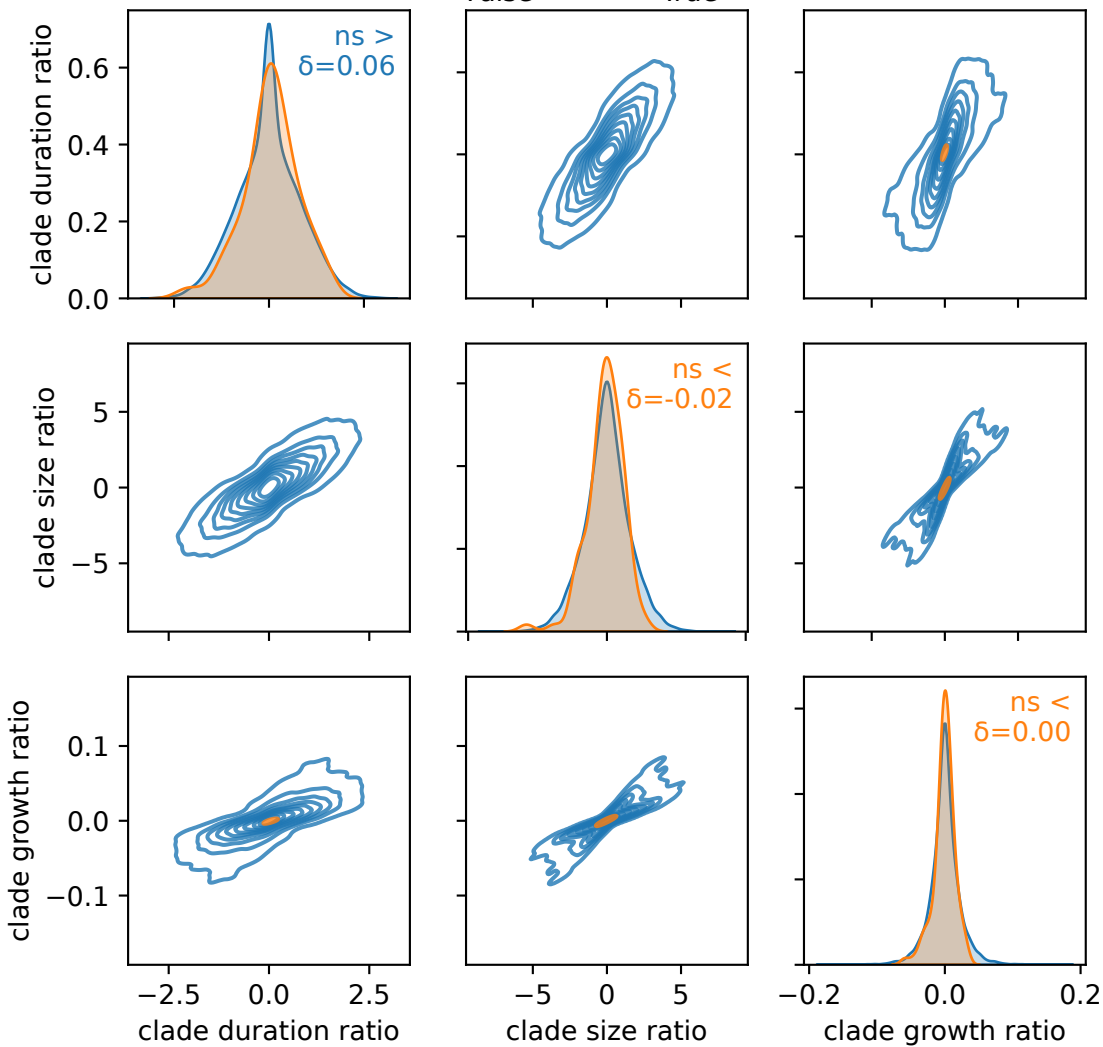 clade duration ratio
0.6
0.4
0.2
0.0
ns >
δ=0.06
clade size ratio
5
0
−5
ns <
δ=-0.02
clade growth ratio
0.1
0.0
−0.1
ns <
δ=0.00
−2.5
0.0
2.5
−5
0
5
−0.2
0.0
0.2
clade duration ratio
clade size ratio
clade growth ratio